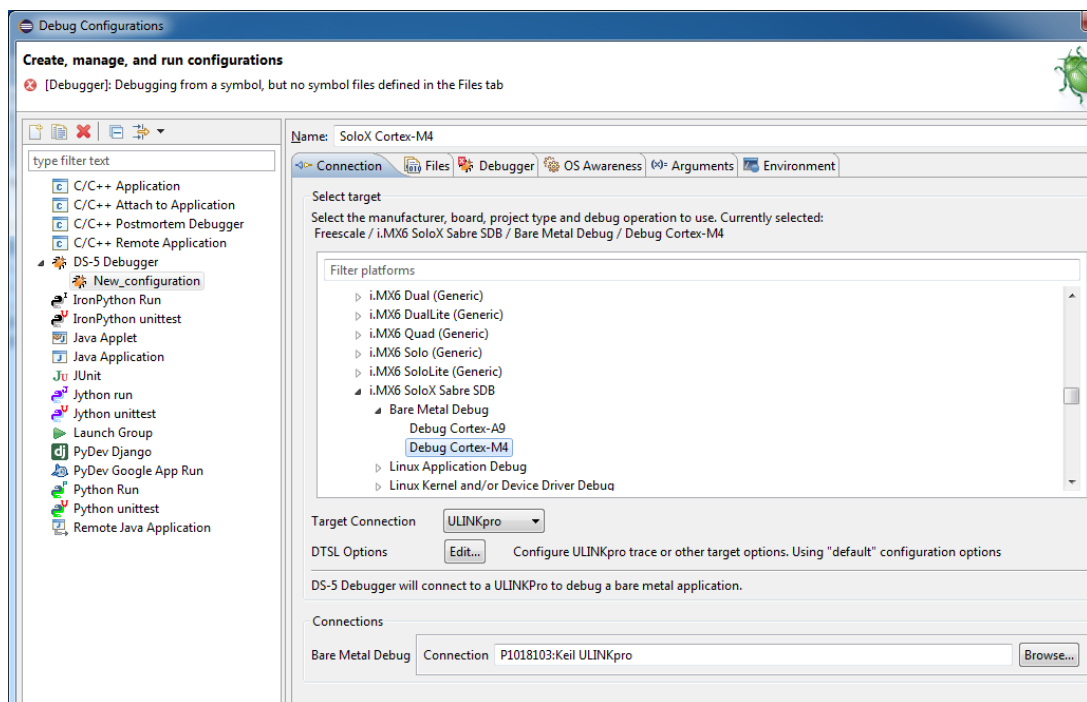 Debug Configurations
Create, manage, and run configurations
[Debugger]: Debugging from a symbol, but no symbol files defined in the Files tab
type filter text
C/C++ Application
C/C++ Attach to Application
C/C++ Postmortem Debugger
C/C++ Remote Application
DS-5 Debugger
New_configuration
IronPython Run
IronPython unittest
Java Applet
Java Application
JUnit
Jython run
Jython unittest
Launch Group
PyDev Django
PyDev Google App Run
Python Run
Python unittest
Remote Java Application
Name: SoloX Cortex-M4
Connection Files Debugger OS Awareness Arguments Environment
Select target
Select the manufacturer, board, project type and debug operation to use. Currently selected:
Freescale / i.MX6 SoloX Sabre SDB / Bare Metal Debug / Debug Cortex-M4
Filter platforms
i.MX6 Dual (Generic)
i.MX6 DualLite (Generic)
i.MX6 Quad (Generic)
i.MX6 Solo (Generic)
i.MX6 SoloLite (Generic)
i.MX6 SoloX Sabre SDB
Bare Metal Debug
Debug Cortex-A9
Debug Cortex-M4
Linux Application Debug
Linux Kernel and/or Device Driver Debug
Target Connection ULINKpro
DTSL Options Edit... Configure ULINKpro trace or other target options. Using "default" configuration options
DS-5 Debugger will connect to a ULINKPro to debug a bare metal application.
Connections
Bare Metal Debug Connection P1018103:Keil ULINKpro Browse...